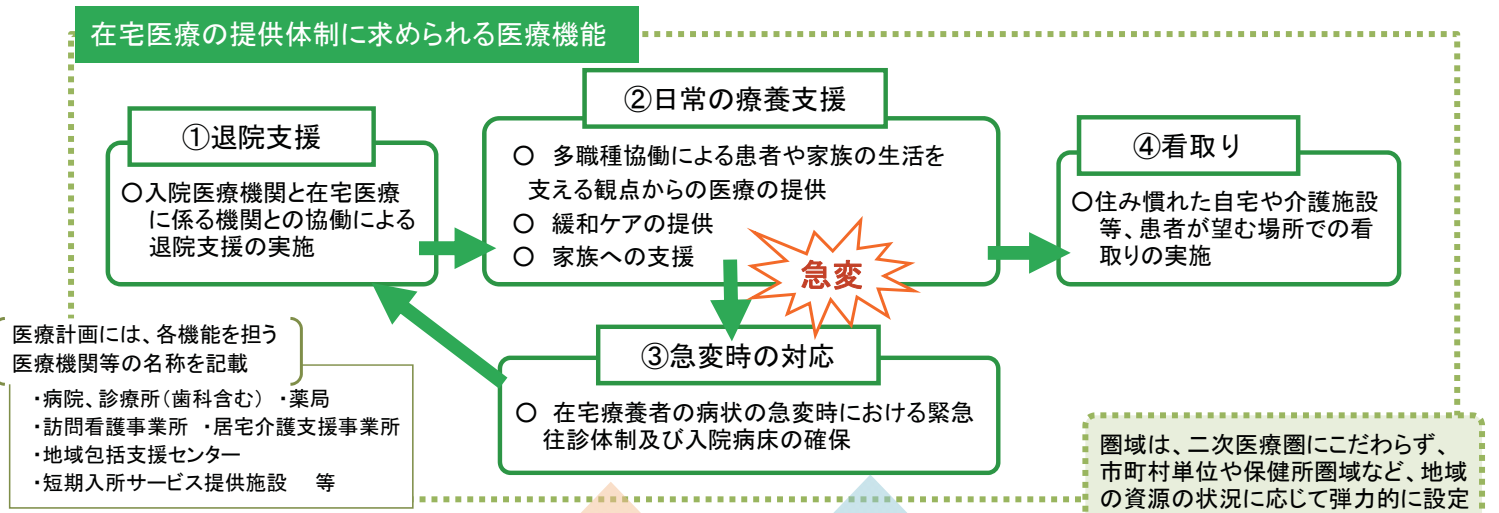 在宅医療の提供体制に求められる医療機能
①退院支援
○入院医療機関と在宅医療
に係る機関との協働による
退院支援の実施
②日常の療養支援
○ 多職種協働による患者や家族の生活を
支える観点からの医療の提供
○ 緩和ケアの提供
○ 家族への支援
急変
④看取り
○住み慣れた自宅や介護施設
等、患者が望む場所での看
取りの実施
③急変時の対応
○ 在宅療養者の病状の急変時における緊急
往診体制及び入院病床の確保
医療計画には、各機能を担う
医療機関等の名称を記載
・病院、診療所(歯科含む) ・薬局
・訪問看護事業所 ・居宅介護支援事業所
・地域包括支援センター
・短期入所サービス提供施設 等
圏域は、二次医療圏にこだわらず、
市町村単位や保健所圏域など、地域
の資源の状況に応じて弾力的に設定